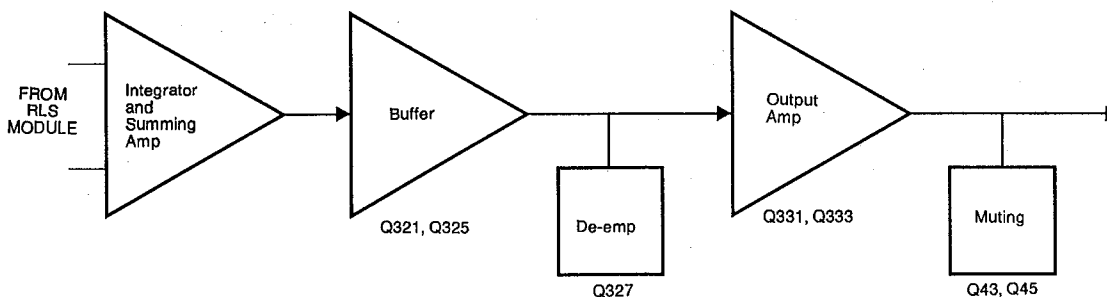 FROM
RLS
MODULE
Integrator
and
Summing
Amp
Buffer
Q321, Q325
De-emp
Q327
Output
Amp
Q331, Q333
Muting
Q43, Q45